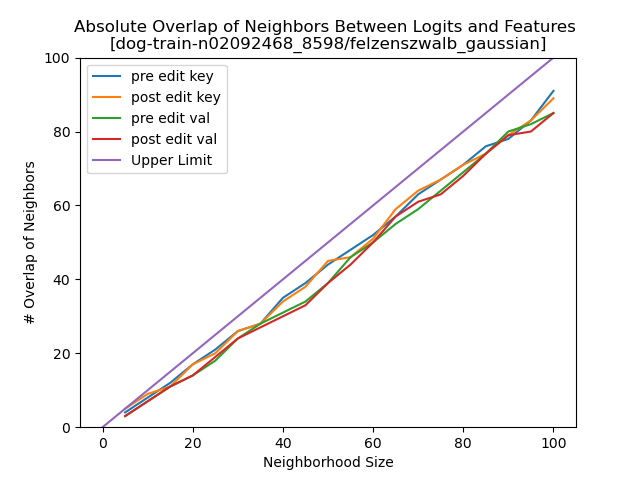 Absolute Overlap of Neighbors Between Logits and Features
[dog-train-n02092468_8598/felzenszwalb_gaussian]
100
80
60
40
20
0
# Overlap of Neighbors
pre edit key
post edit key
pre edit val
post edit val
Upper Limit
0 20 40 60 80 100
Neighborhood Size